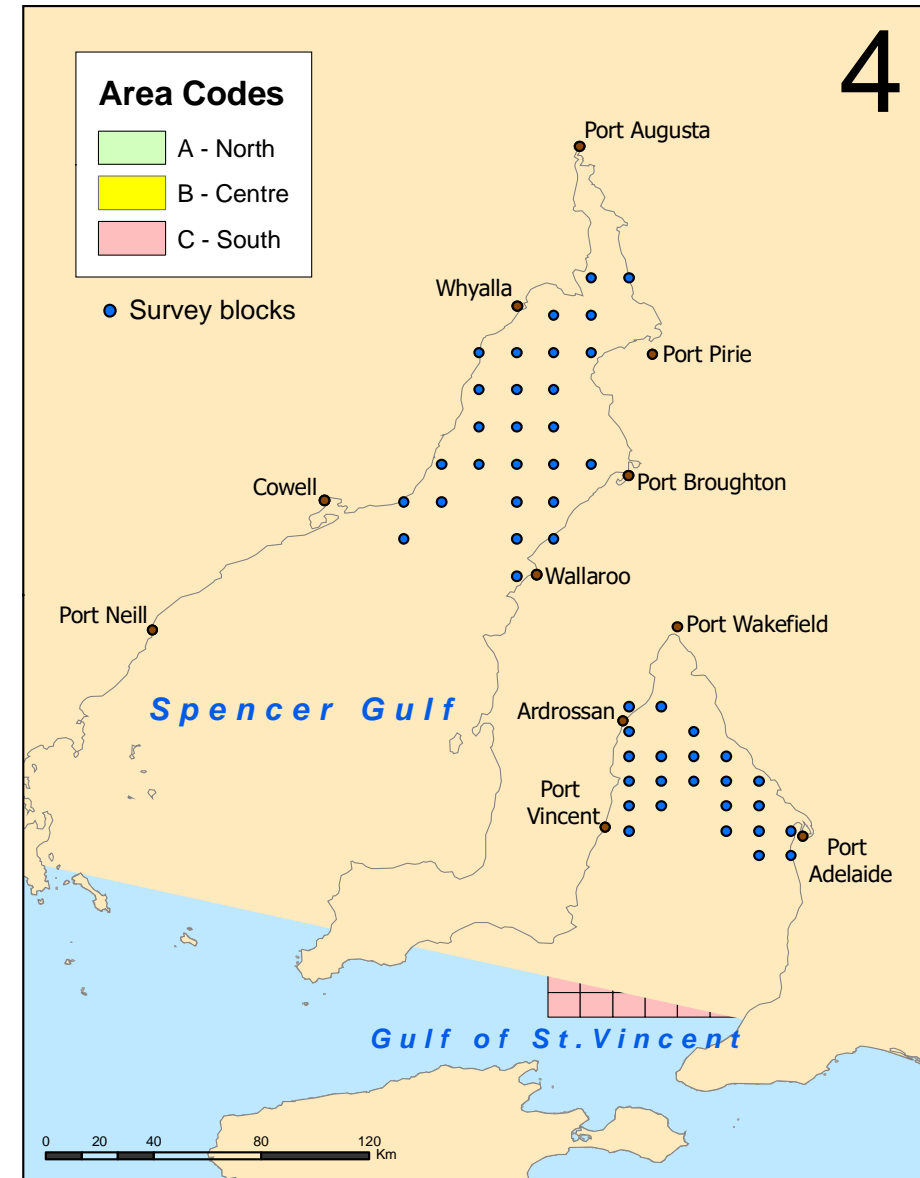 4
Area Codes
A - North
B - Centre
C - South
Survey blocks
Port Augusta
Whyalla
Port Pirie
Cowell
Port Broughton
Wallaroo
Port Neill
Port Wakefield
Spencer Gulf
Ardrossan
Port
Vincent
Port
Adelaide
Gulf of St.Vincent
0 20 40 80 120
Km